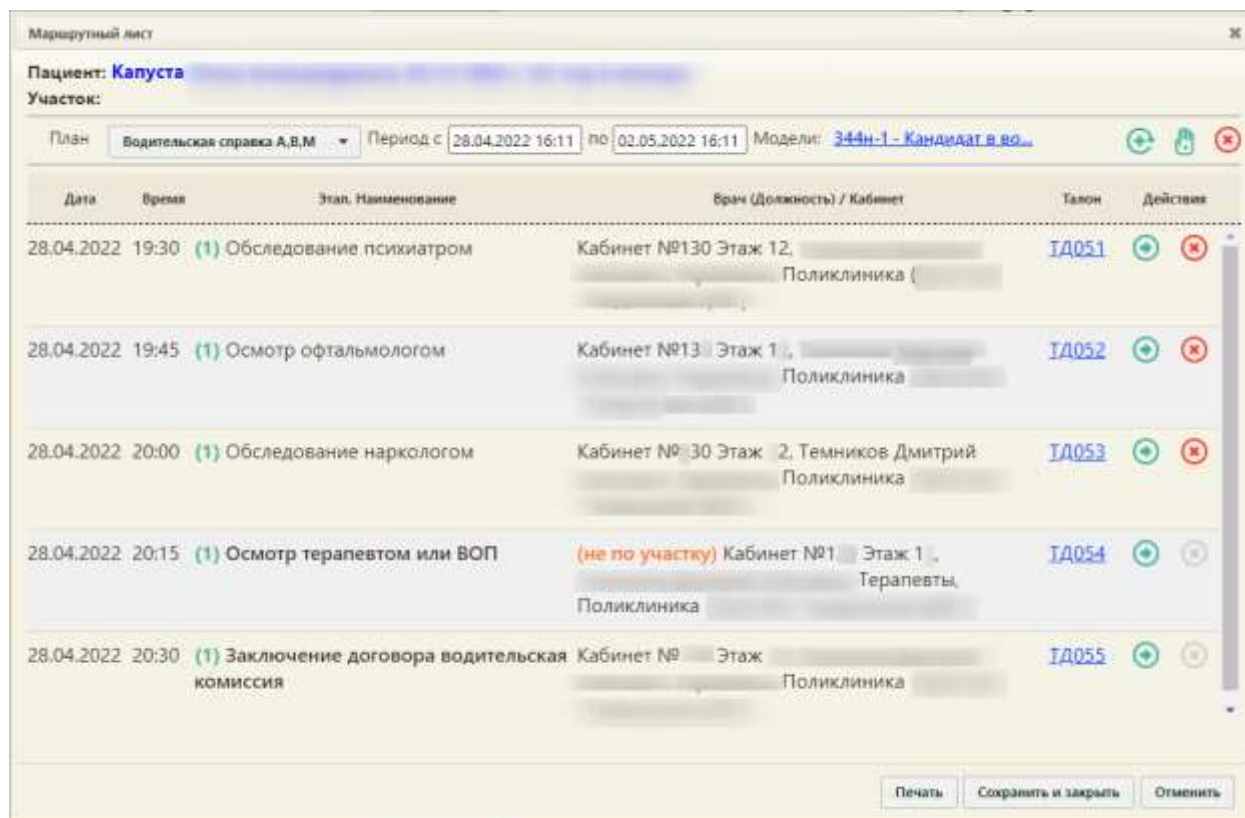 Маршрутный лист
Пациент: Капуста
Участок:
План Водительская справка А,В,М Период с 28.04.2022 16:11 по 02.05.2022 16:11 Модели: 344н-1 - Кандидат в во...
Дата Время Этап. Наименование Врач (Должность) / Кабинет Талон Действия
28.04.2022 19:30 (1) Обследование психиатром Кабинет №130 Этаж 12, ТД051
Поликлиника (
28.04.2022 19:45 (1) Осмотр офтальмологом Кабинет №13 Этаж 1 , ТД052
Поликлиника
28.04.2022 20:00 (1) Обследование наркологом Кабинет № 30 Этаж 2, Темников Дмитрий ТД053
Поликлиника
28.04.2022 20:15 (1) Осмотр терапевтом или ВОП (не по участку) Кабинет №1 Этаж 1 , ТД054
Терапевты,
Поликлиника
28.04.2022 20:30 (1) Заключение договора водительская Кабинет № Этаж ТД055
комиссия Поликлиника
Печать Сохранить и закрыть Отменить